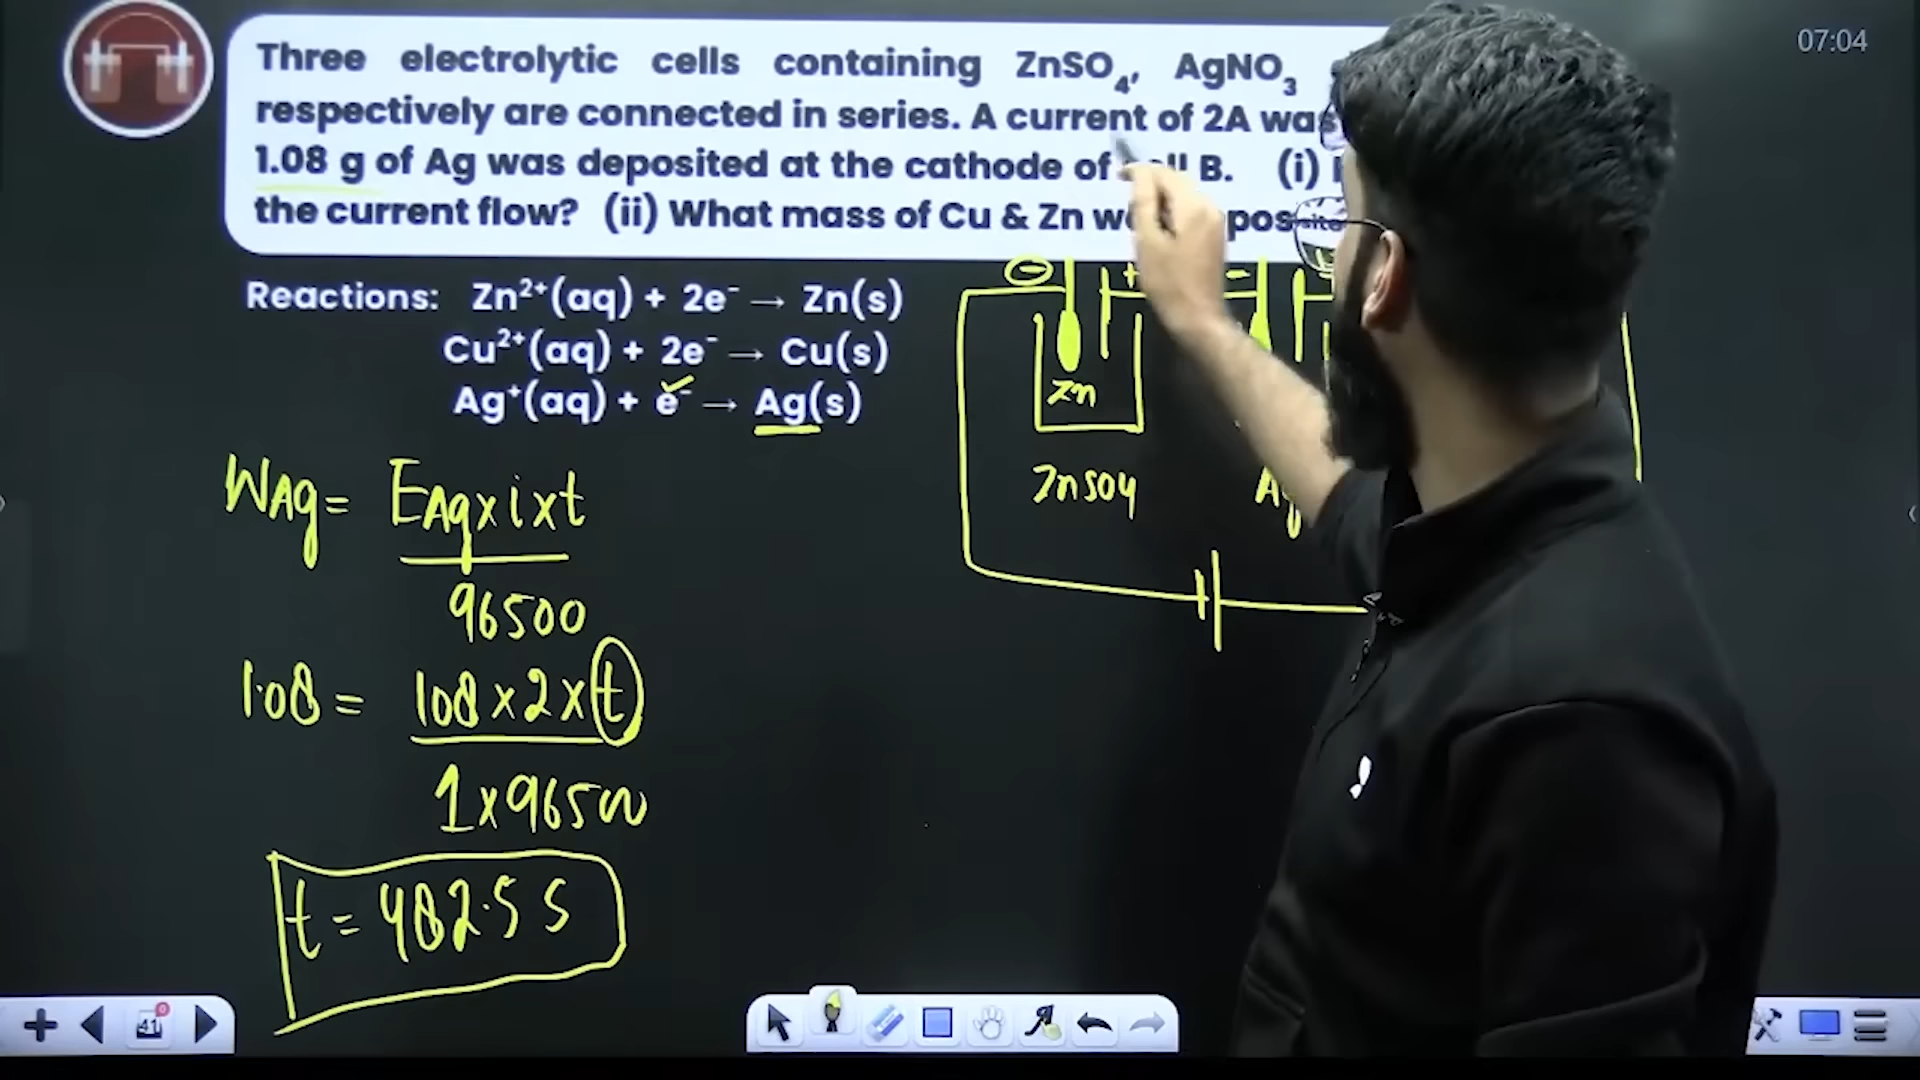 07:04
Three electrolytic cells containing ZnSO₄, AgNO₃
respectively are connected in series. A current of 2A was
1.08 g of Ag was deposited at the cathode of B. (i)
the current flow? (ii) What mass of Cu & Zn
Reactions: Zn²⁺(aq) + 2e⁻ → Zn(s)
Cu²⁺(aq) + 2e⁻ → Cu(s)
Ag⁺(aq) + e⁻ → Ag(s)
- + -
Zn
ZnSO4
WAg = EAg x i x t
96500
1.08 = 108 x 2 x t
1 x 96500
t = 482.5 s
41
0